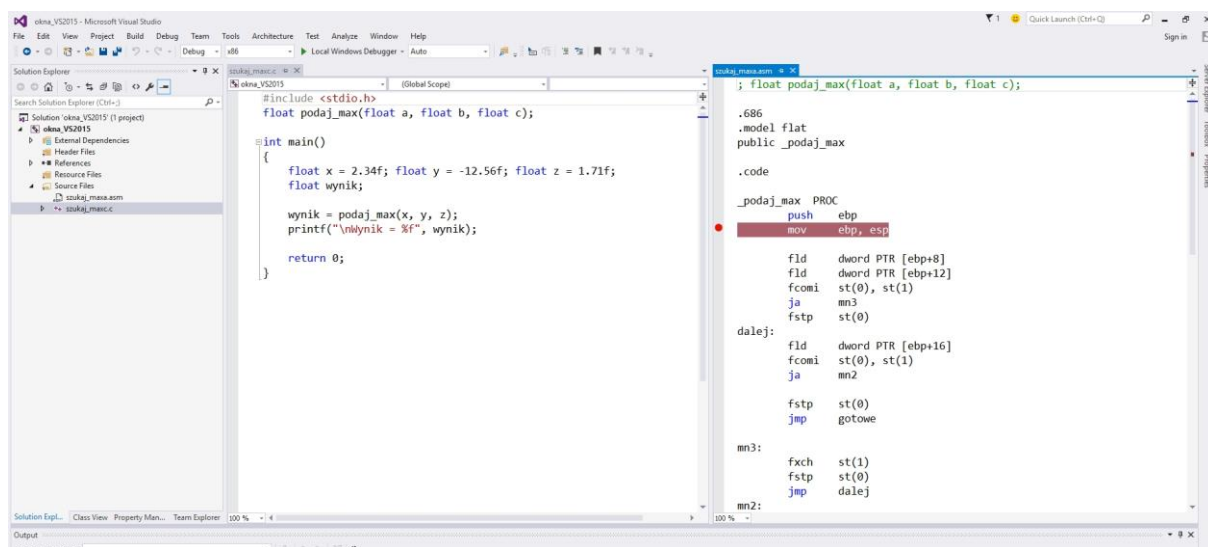 okna_VS2015 - Microsoft Visual Studio
1
Quick Launch (Ctrl+Q)
File Edit View Project Build Debug Team Tools Architecture Test Analyze Window Help
Sign in
Debug x86 Local Windows Debugger Auto
Solution Explorer
Search Solution Explorer (Ctrl+;)
Solution 'okna_VS2015' (1 project)
okna_VS2015
External Dependencies
Header Files
References
Resource Files
Source Files
szukaj_maxa.asm
szukaj_maxc.c
Solution Expl... Class View Property Man... Team Explorer
szukaj_maxc.c
okna_VS2015 (Global Scope)
#include <stdio.h>
float podaj_max(float a, float b, float c);
int main()
{
float x = 2.34f; float y = -12.56f; float z = 1.71f;
float wynik;
wynik = podaj_max(x, y, z);
printf("\nWynik = %f", wynik);
return 0;
}
100 %
szukaj_maxa.asm
; float podaj_max(float a, float b, float c);
.686
.model flat
public _podaj_max
.code
_podaj_max PROC
push ebp
mov ebp, esp
fld dword PTR [ebp+8]
fld dword PTR [ebp+12]
fcomi st(0), st(1)
ja mn3
fstp st(0)
dalej:
fld dword PTR [ebp+16]
fcomi st(0), st(1)
ja mn2
fstp st(0)
jmp gotowe
mn3:
fxch st(1)
fstp st(0)
jmp dalej
mn2:
100 %
Server Explorer
Toolbox
Properties
Output